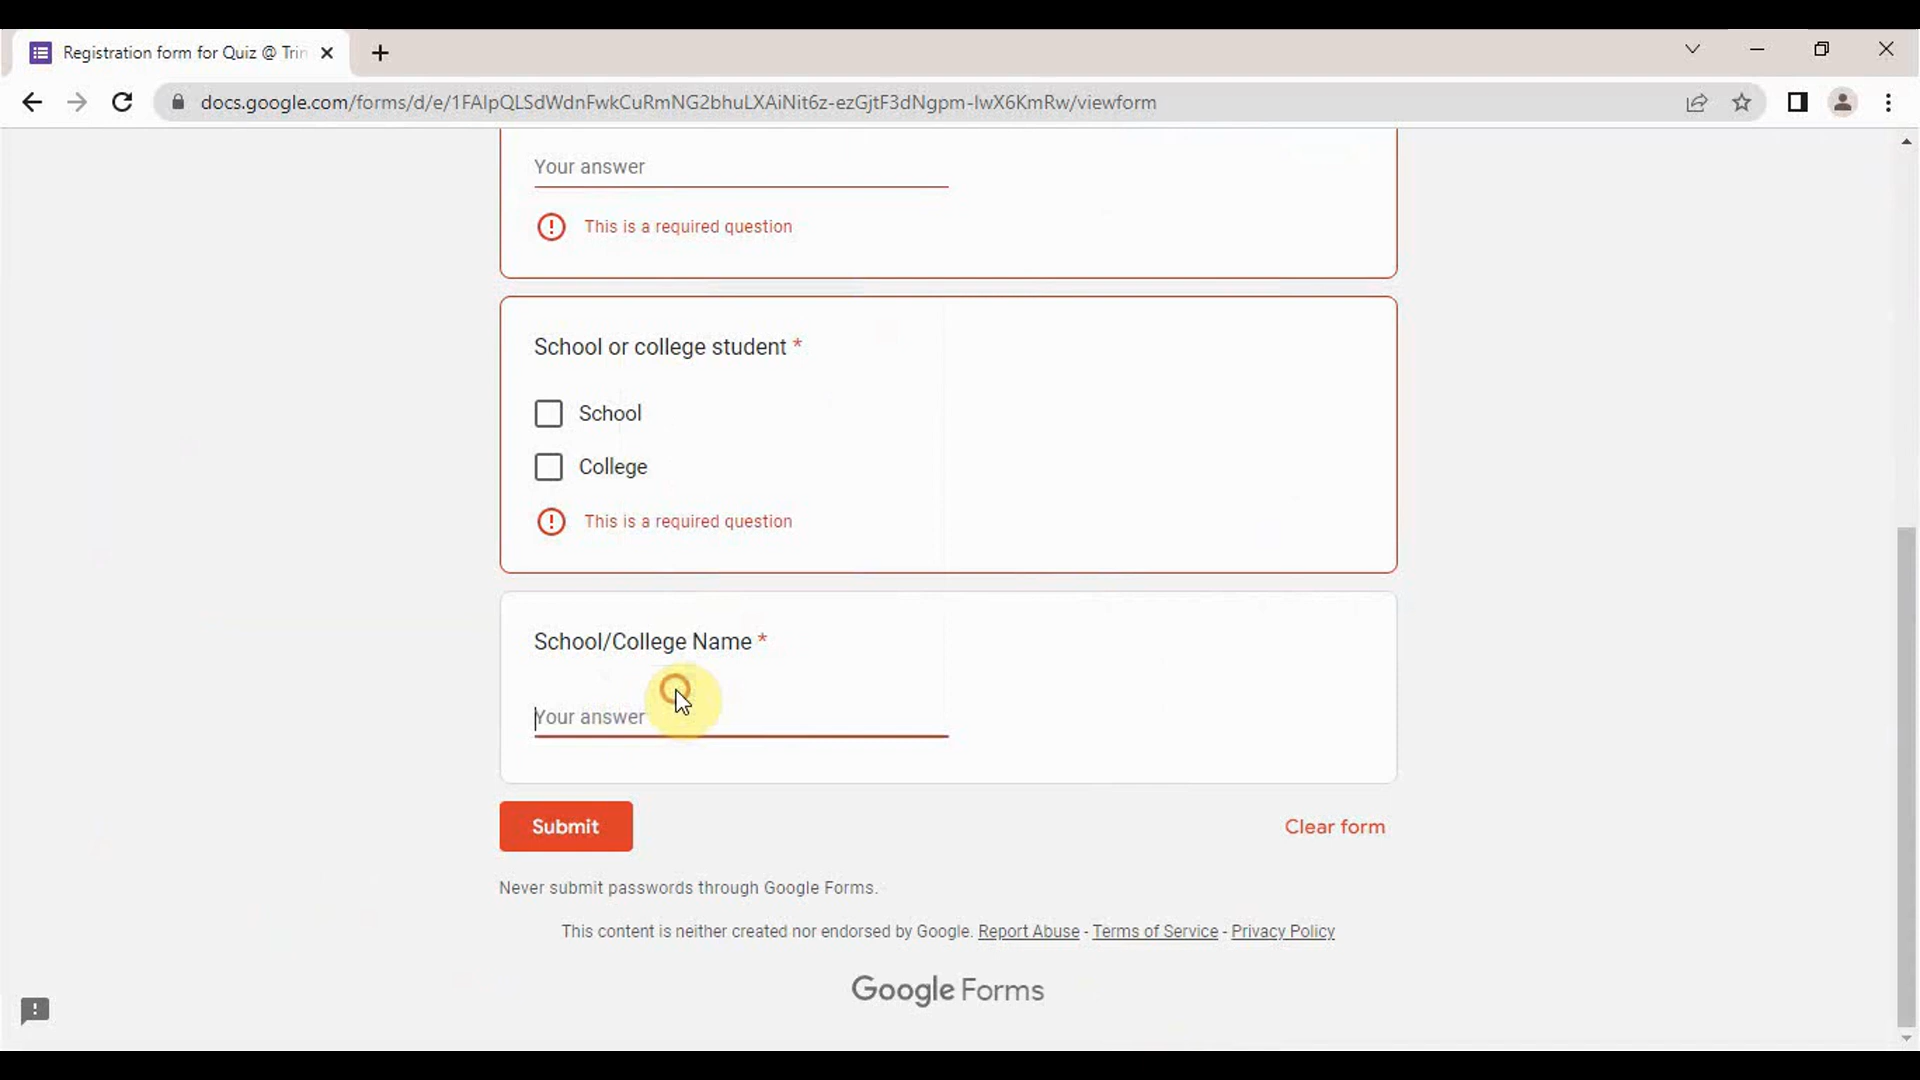 Registration form for Quiz @ Trin
docs.google.com/forms/d/e/1FAIpQLSdWdnFwkCuRmNG2bhuLXAiNit6z-ezGjtF3dNgpm-IwX6KmRw/viewform
Your answer
This is a required question
School or college student *
School
College
This is a required question
School/College Name *
Your answer
Submit
Clear form
Never submit passwords through Google Forms.
This content is neither created nor endorsed by Google. Report Abuse - Terms of Service - Privacy Policy
Google Forms